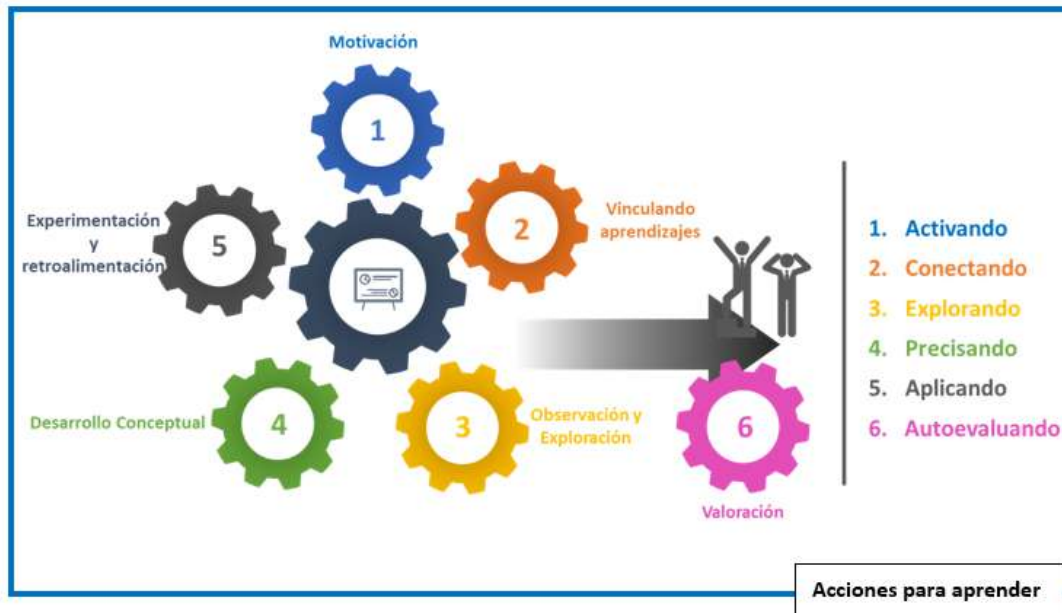 Motivación
1
2
Vinculando
aprendizajes
Experimentación
y
retroalimentación
5
Desarrollo Conceptual
4
3
Observación y
Exploración
6
Valoración
1. Activando
2. Conectando
3. Explorando
4. Precisando
5. Aplicando
6. Autoevaluando
Acciones para aprender